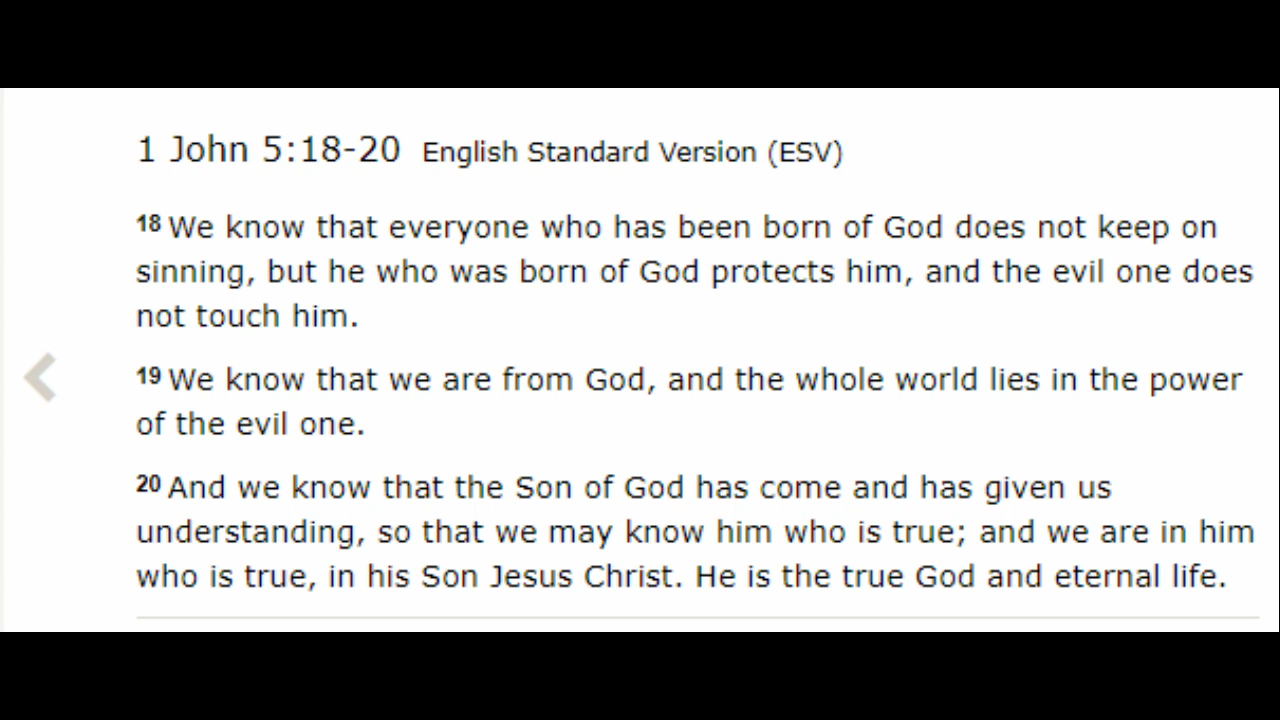 1 John 5:18-20 English Standard Version (ESV)
18 We know that everyone who has been born of God does not keep on
sinning, but he who was born of God protects him, and the evil one does
not touch him.
19 We know that we are from God, and the whole world lies in the power
of the evil one.
20 And we know that the Son of God has come and has given us
understanding, so that we may know him who is true; and we are in him
who is true, in his Son Jesus Christ. He is the true God and eternal life.